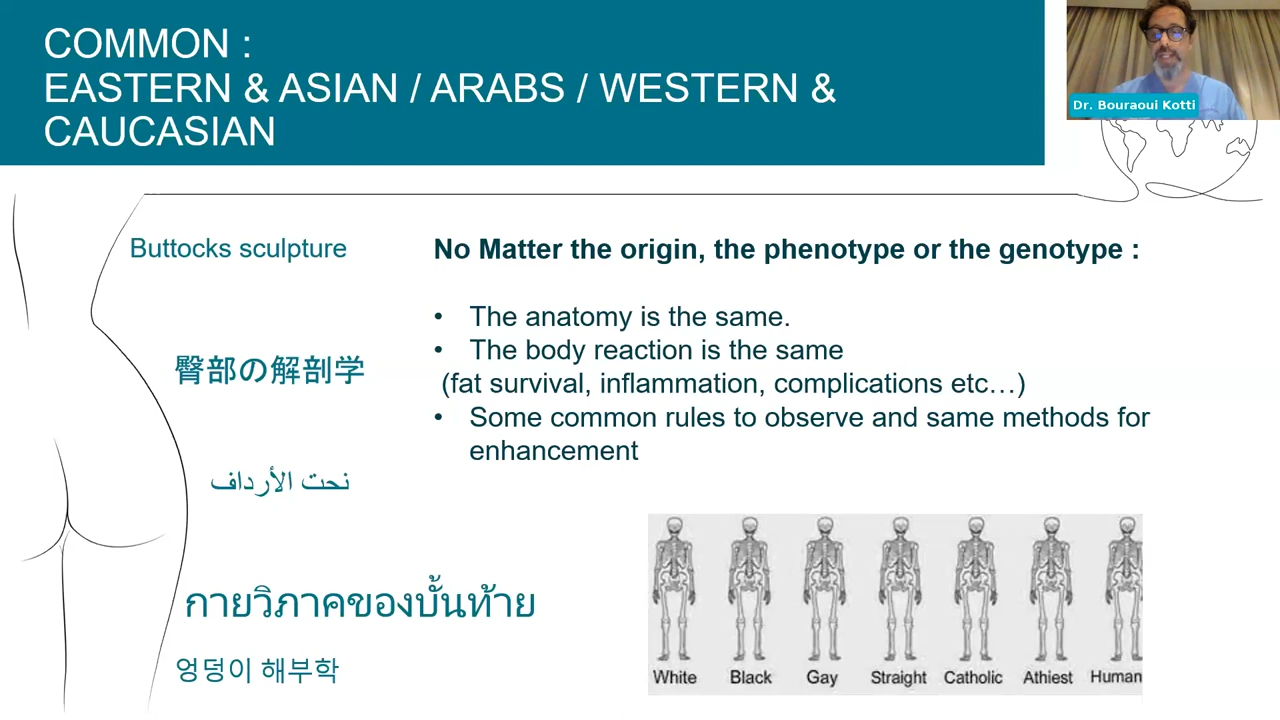 COMMON :
EASTERN & ASIAN / ARABS / WESTERN &
CAUCASIAN
Dr. Bouraoui Kotti
Buttocks sculpture
臀部の解剖学
نحت الأرداف
กายวิภาคของบั้นท้าย
엉덩이 해부학
No Matter the origin, the phenotype or the genotype :
• The anatomy is the same.
• The body reaction is the same
(fat survival, inflammation, complications etc…)
• Some common rules to observe and same methods for
enhancement
White Black Gay Straight Catholic Athiest Human